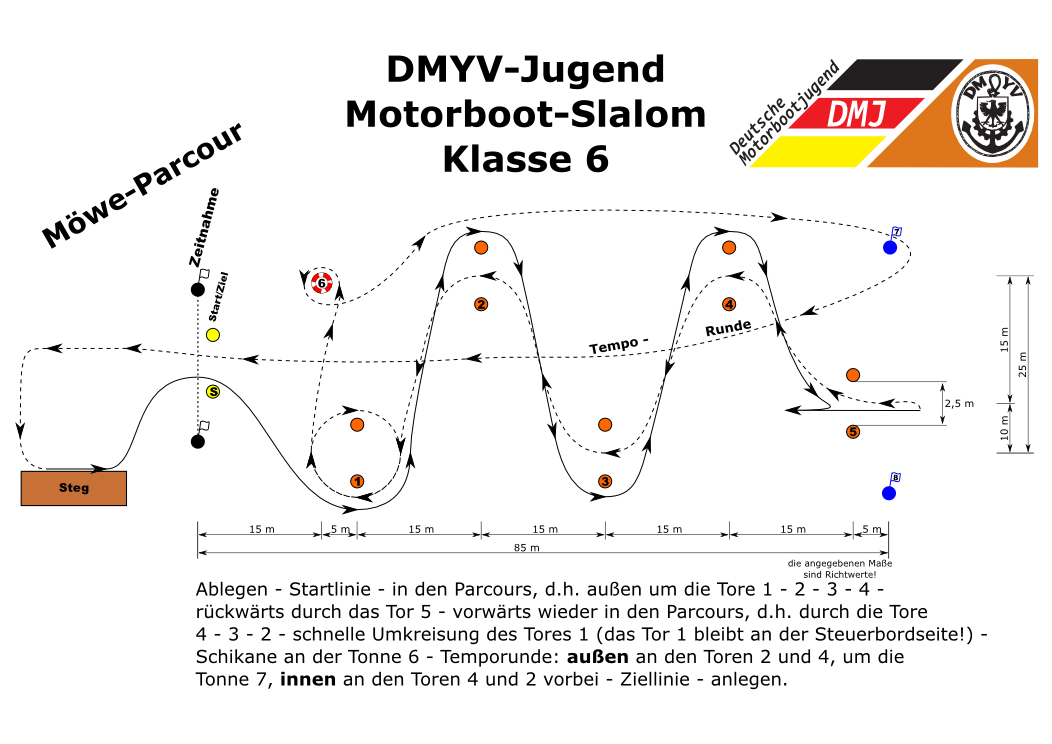 DMYV-Jugend
Motorboot-Slalom
Klasse 6
Deutsche
Motorbootjugend
DMJ
DM YV
Möwe-Parcour
Zeitnahme
Start/Ziel
7
6
2
4
15 m
25 m
Tempo - Runde
S
2,5 m
10 m
5
1
3
8
Steg
15 m
5 m
15 m
15 m
15 m
15 m
5 m
85 m
die angegebenen Maße
sind Richtwerte!
Ablegen - Startlinie - in den Parcours, d.h. außen um die Tore 1 - 2 - 3 - 4 -
rückwärts durch das Tor 5 - vorwärts wieder in den Parcours, d.h. durch die Tore
4 - 3 - 2 - schnelle Umkreisung des Tores 1 (das Tor 1 bleibt an der Steuerbordseite!) -
Schikane an der Tonne 6 - Temporunde: außen an den Toren 2 und 4, um die
Tonne 7, innen an den Toren 4 und 2 vorbei - Ziellinie - anlegen.